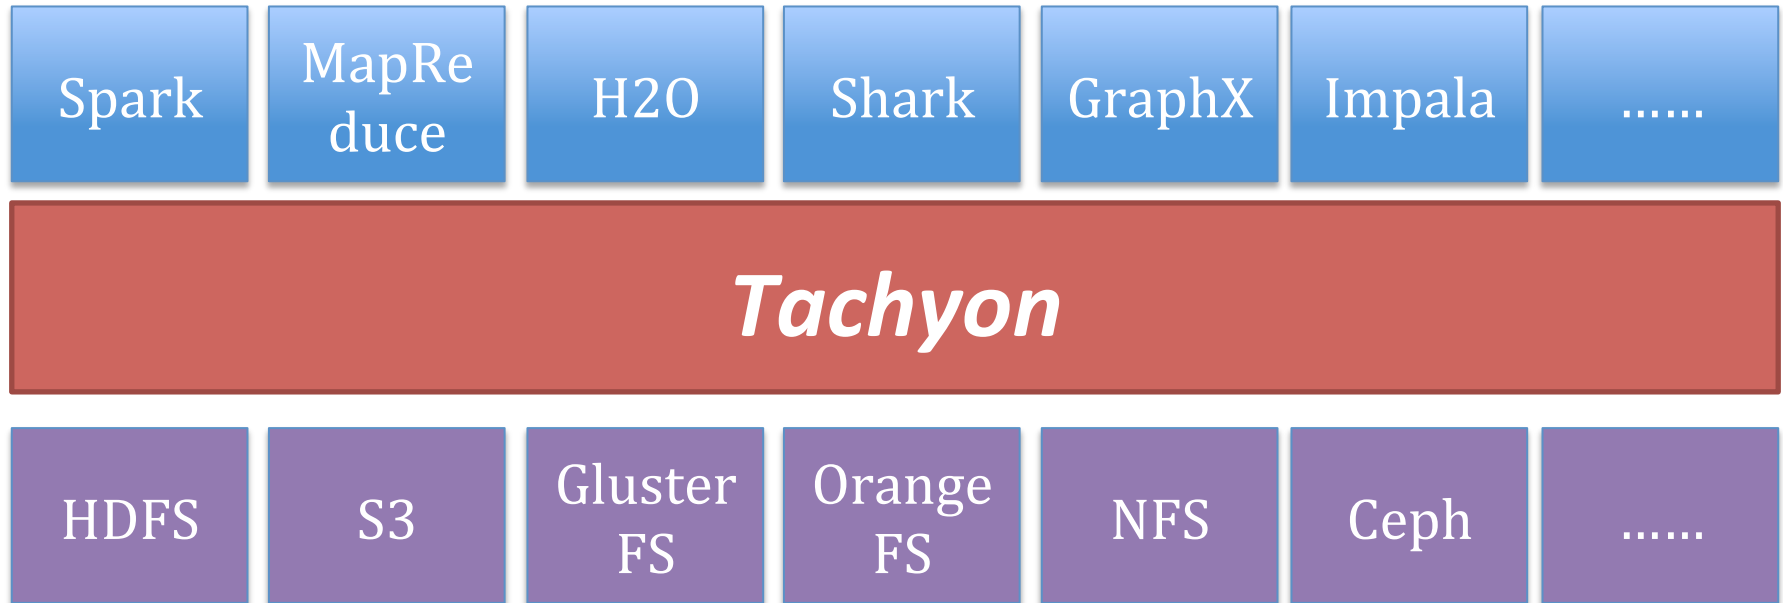 Spark
MapRe
duce
H2O
Shark
GraphX
Impala
……
Tachyon
HDFS
S3
Gluster
FS
Orange
FS
NFS
Ceph
……